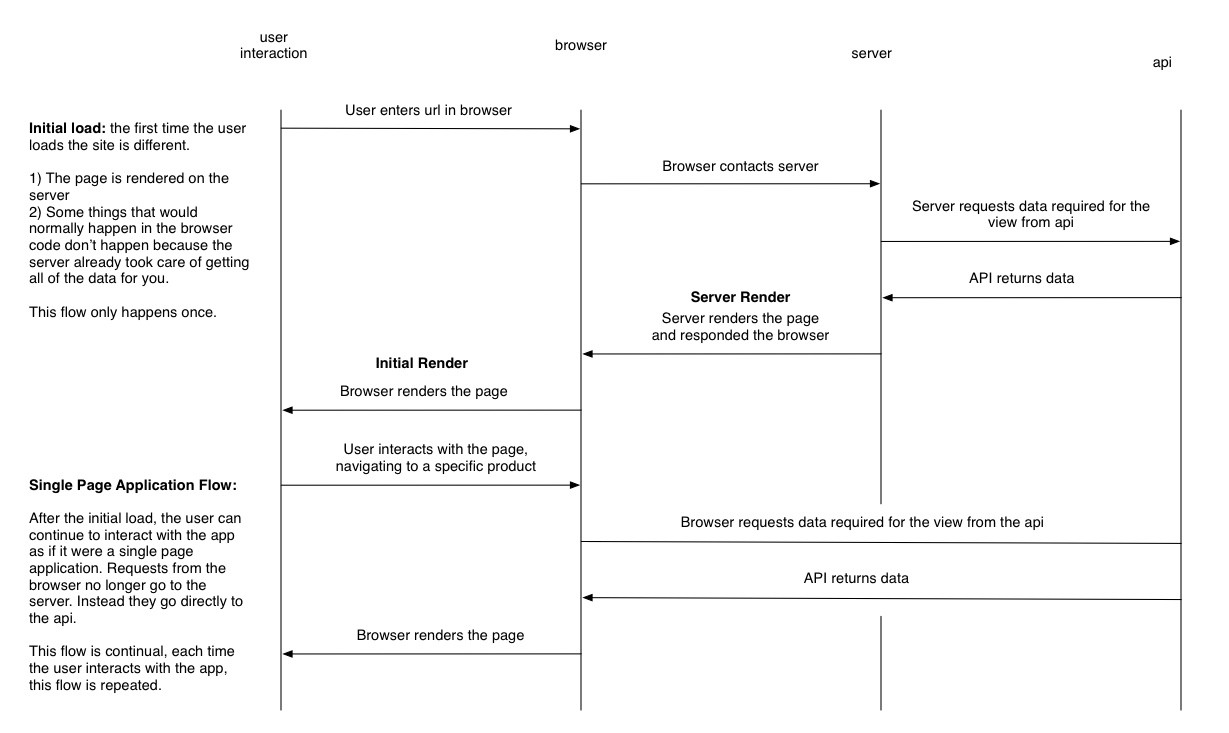 user
interaction
browser
server
api
User enters url in browser
Initial load: the first time the user
loads the site is different.
1) The page is rendered on the
server
2) Some things that would
normally happen in the browser
code don't happen because the
server already took care of getting
all of the data for you.
This flow only happens once.
Browser contacts server
Server requests data required for the
view from api
API returns data
Server Render
Server renders the page
and responded the browser
Initial Render
Browser renders the page
User interacts with the page,
navigating to a specific product
Single Page Application Flow:
After the initial load, the user can
continue to interact with the app
as if it were a single page
application. Requests from the
browser no longer go to the
server. Instead they go directly to
the api.
This flow is continual, each time
the user interacts with the app,
this flow is repeated.
Browser requests data required for the view from the api
API returns data
Browser renders the page